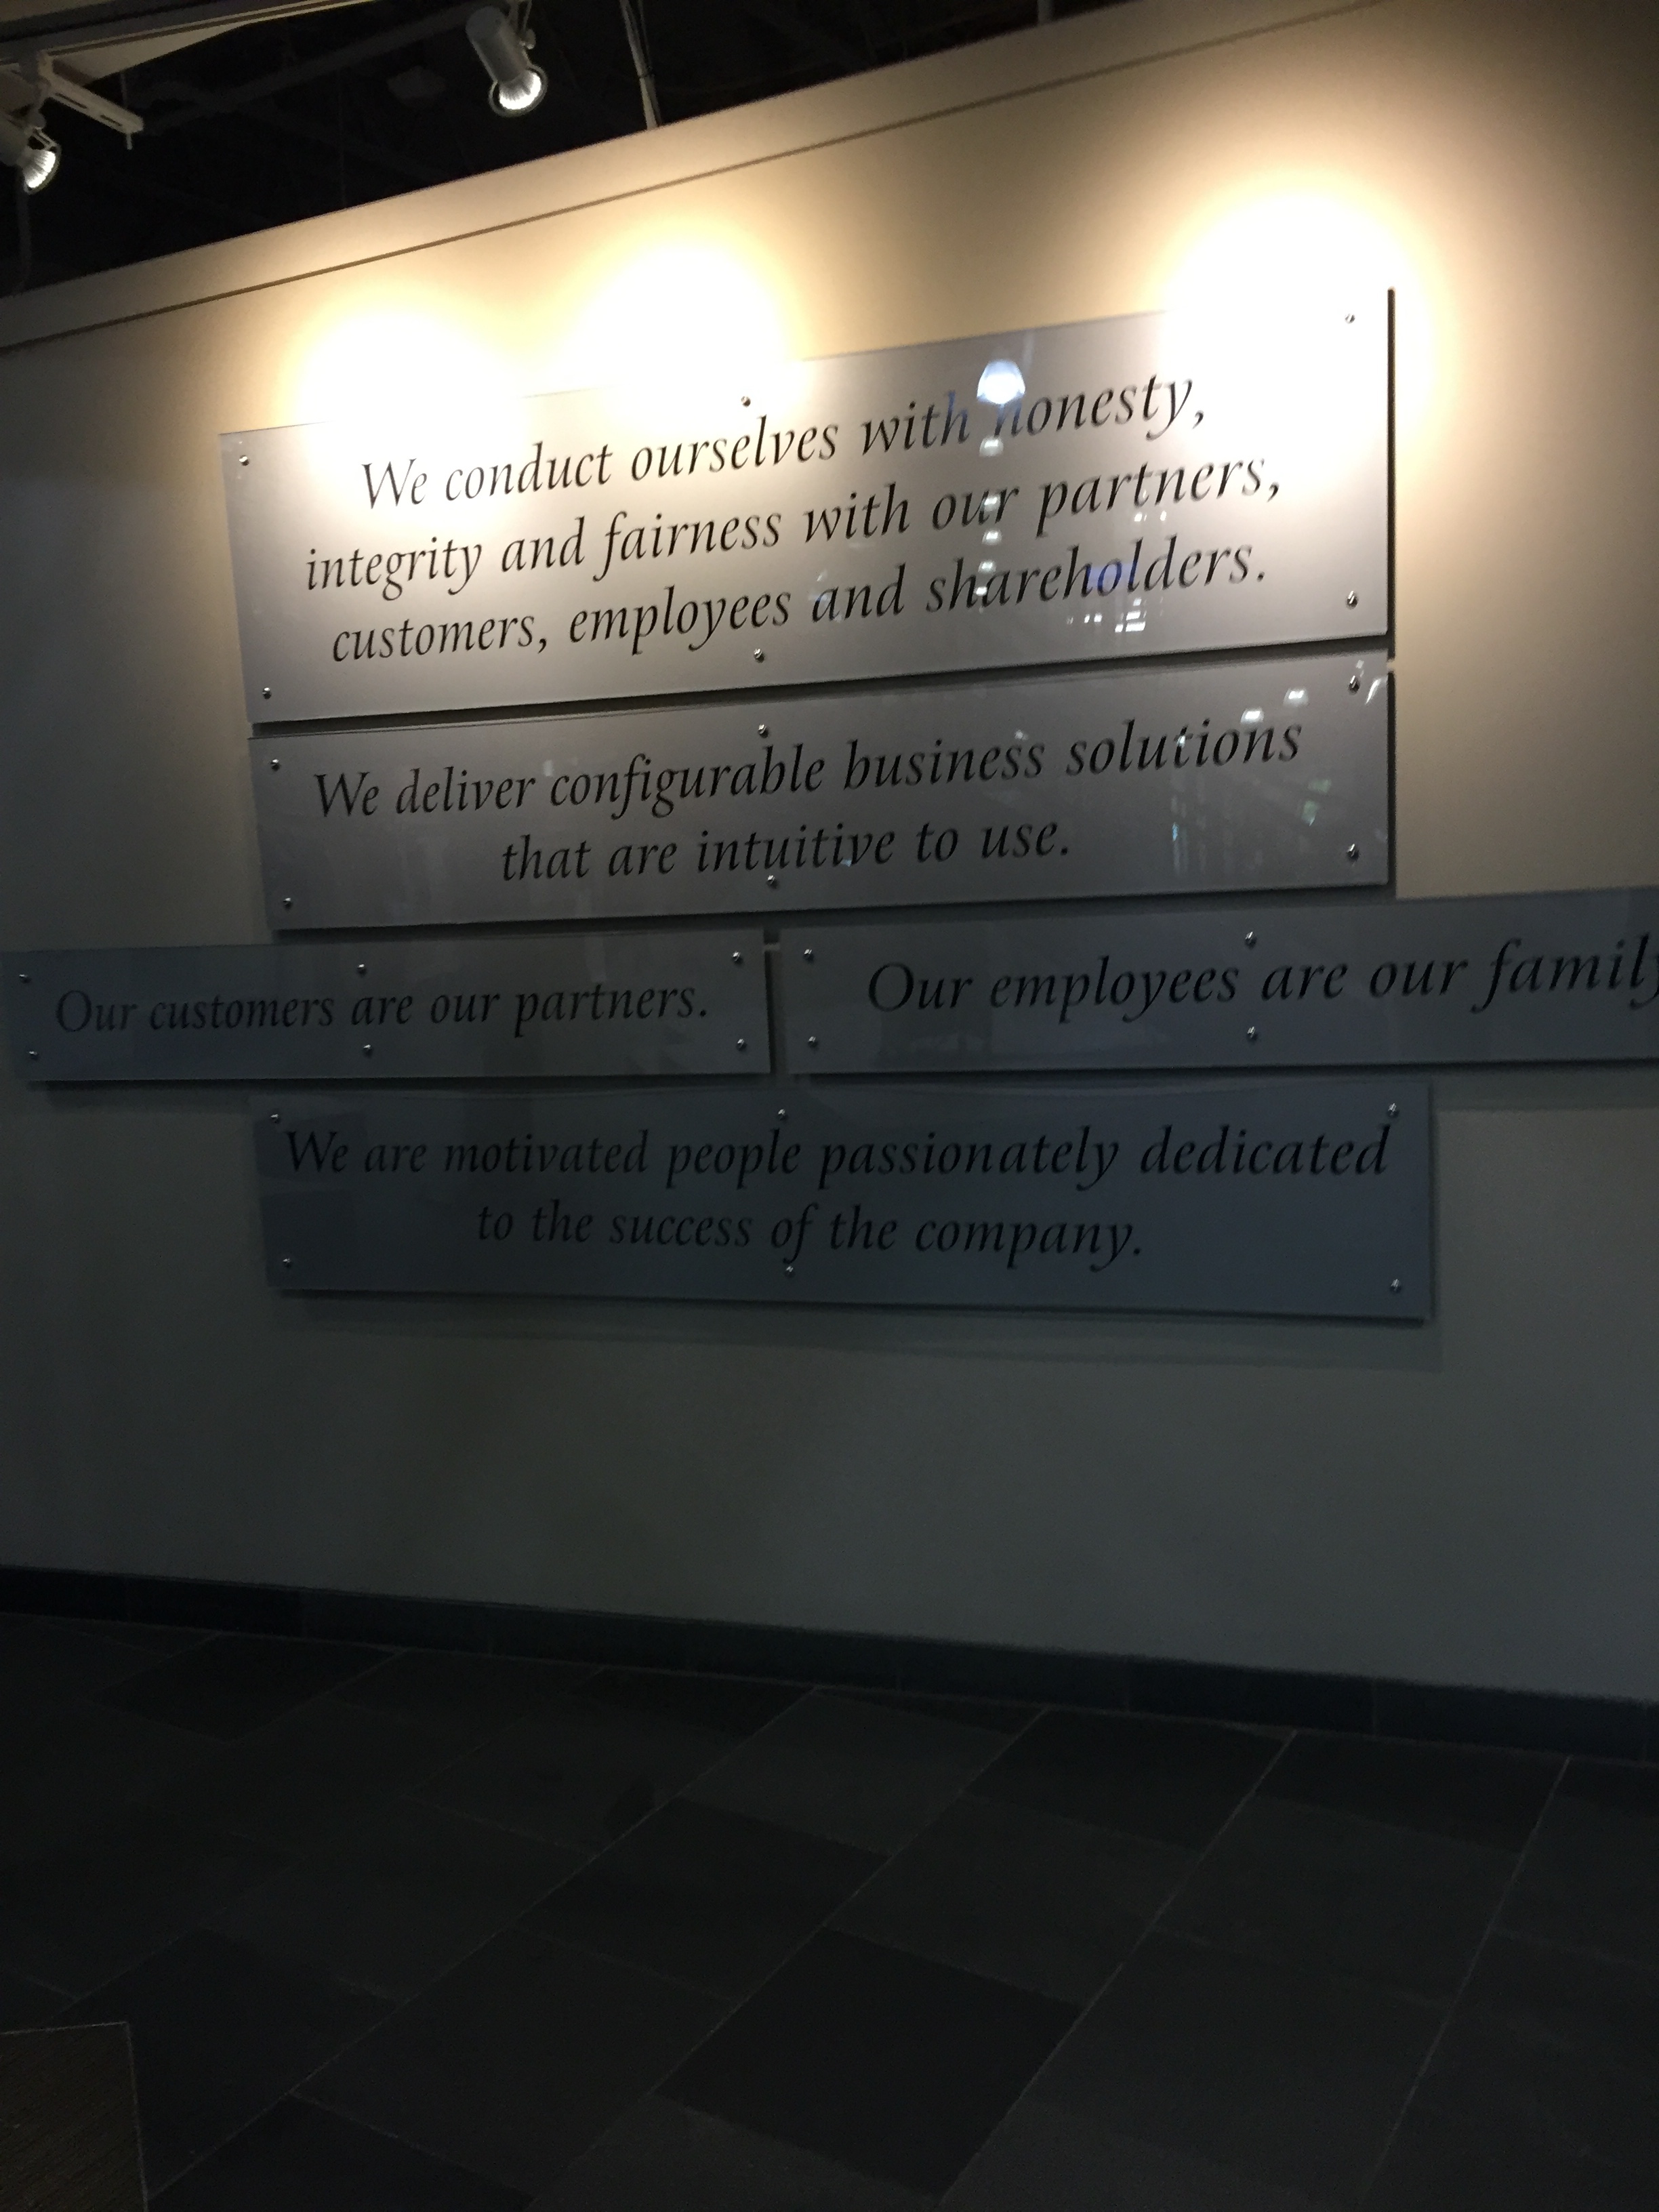 We conduct ourselves with honesty,
integrity and fairness with our partners,
customers, employees and shareholders.
We deliver configurable business solutions
that are intuitive to use.
Our customers are our partners.
Our employees are our family
We are motivated people passionately dedicated
to the success of the company.